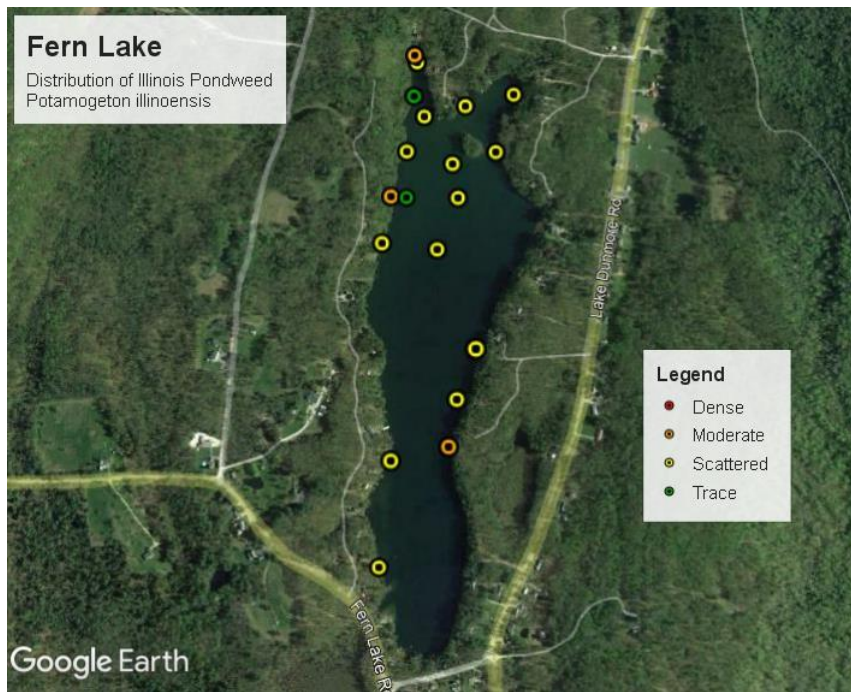 Fern Lake
Distribution of Illinois Pondweed
Potamogeton illinoensis
Lake Dunmore Rd
Legend
Dense
Moderate
Scattered
Trace
Fern Lake Rd
Google Earth